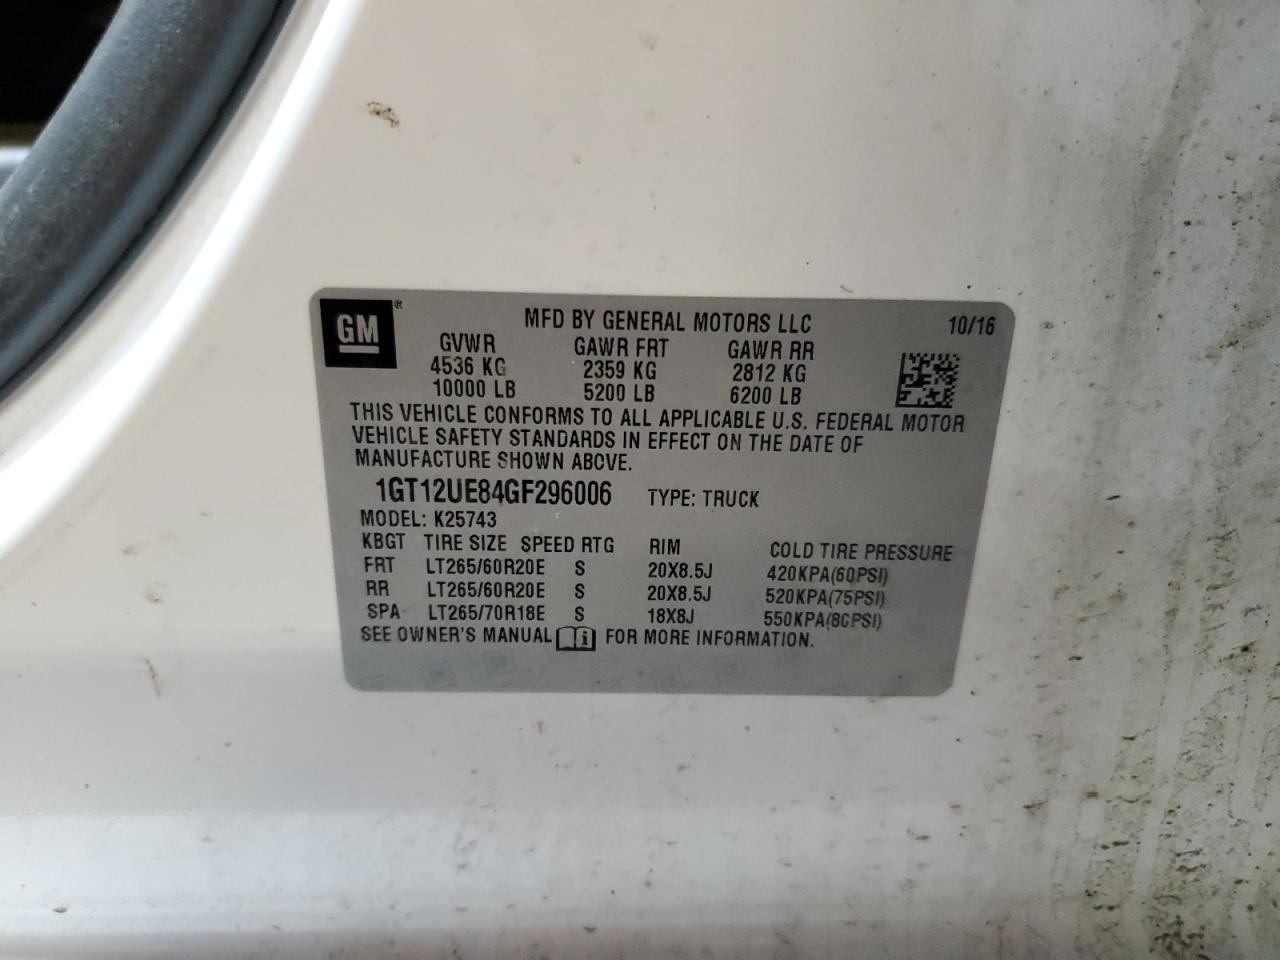 GM ®
MFD BY GENERAL MOTORS LLC 10/16
GVWR GAWR FRT GAWR RR
4536 KG 2359 KG 2812 KG
10000 LB 5200 LB 6200 LB
THIS VEHICLE CONFORMS TO ALL APPLICABLE U.S. FEDERAL MOTOR
VEHICLE SAFETY STANDARDS IN EFFECT ON THE DATE OF
MANUFACTURE SHOWN ABOVE.
1GT12UE84GF296006 TYPE: TRUCK
MODEL: K25743
KBGT TIRE SIZE SPEED RTG RIM COLD TIRE PRESSURE
FRT LT265/60R20E S 20X8.5J 420KPA(60PSI)
RR LT265/60R20E S 20X8.5J 520KPA(75PSI)
SPA LT265/70R18E S 18X8J 550KPA(80PSI)
SEE OWNER'S MANUAL i FOR MORE INFORMATION.